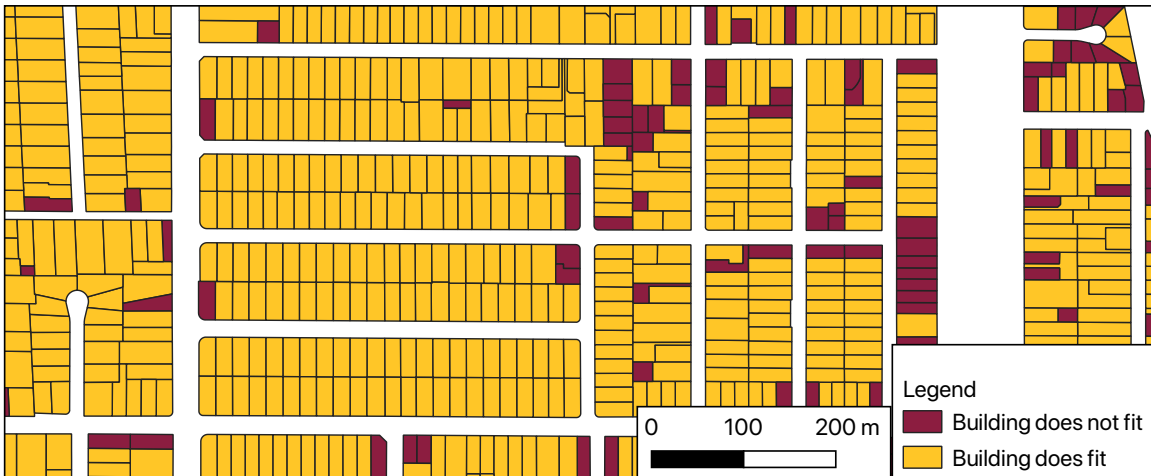 0 100 200 m
Legend
Building does not fit
Building does fit